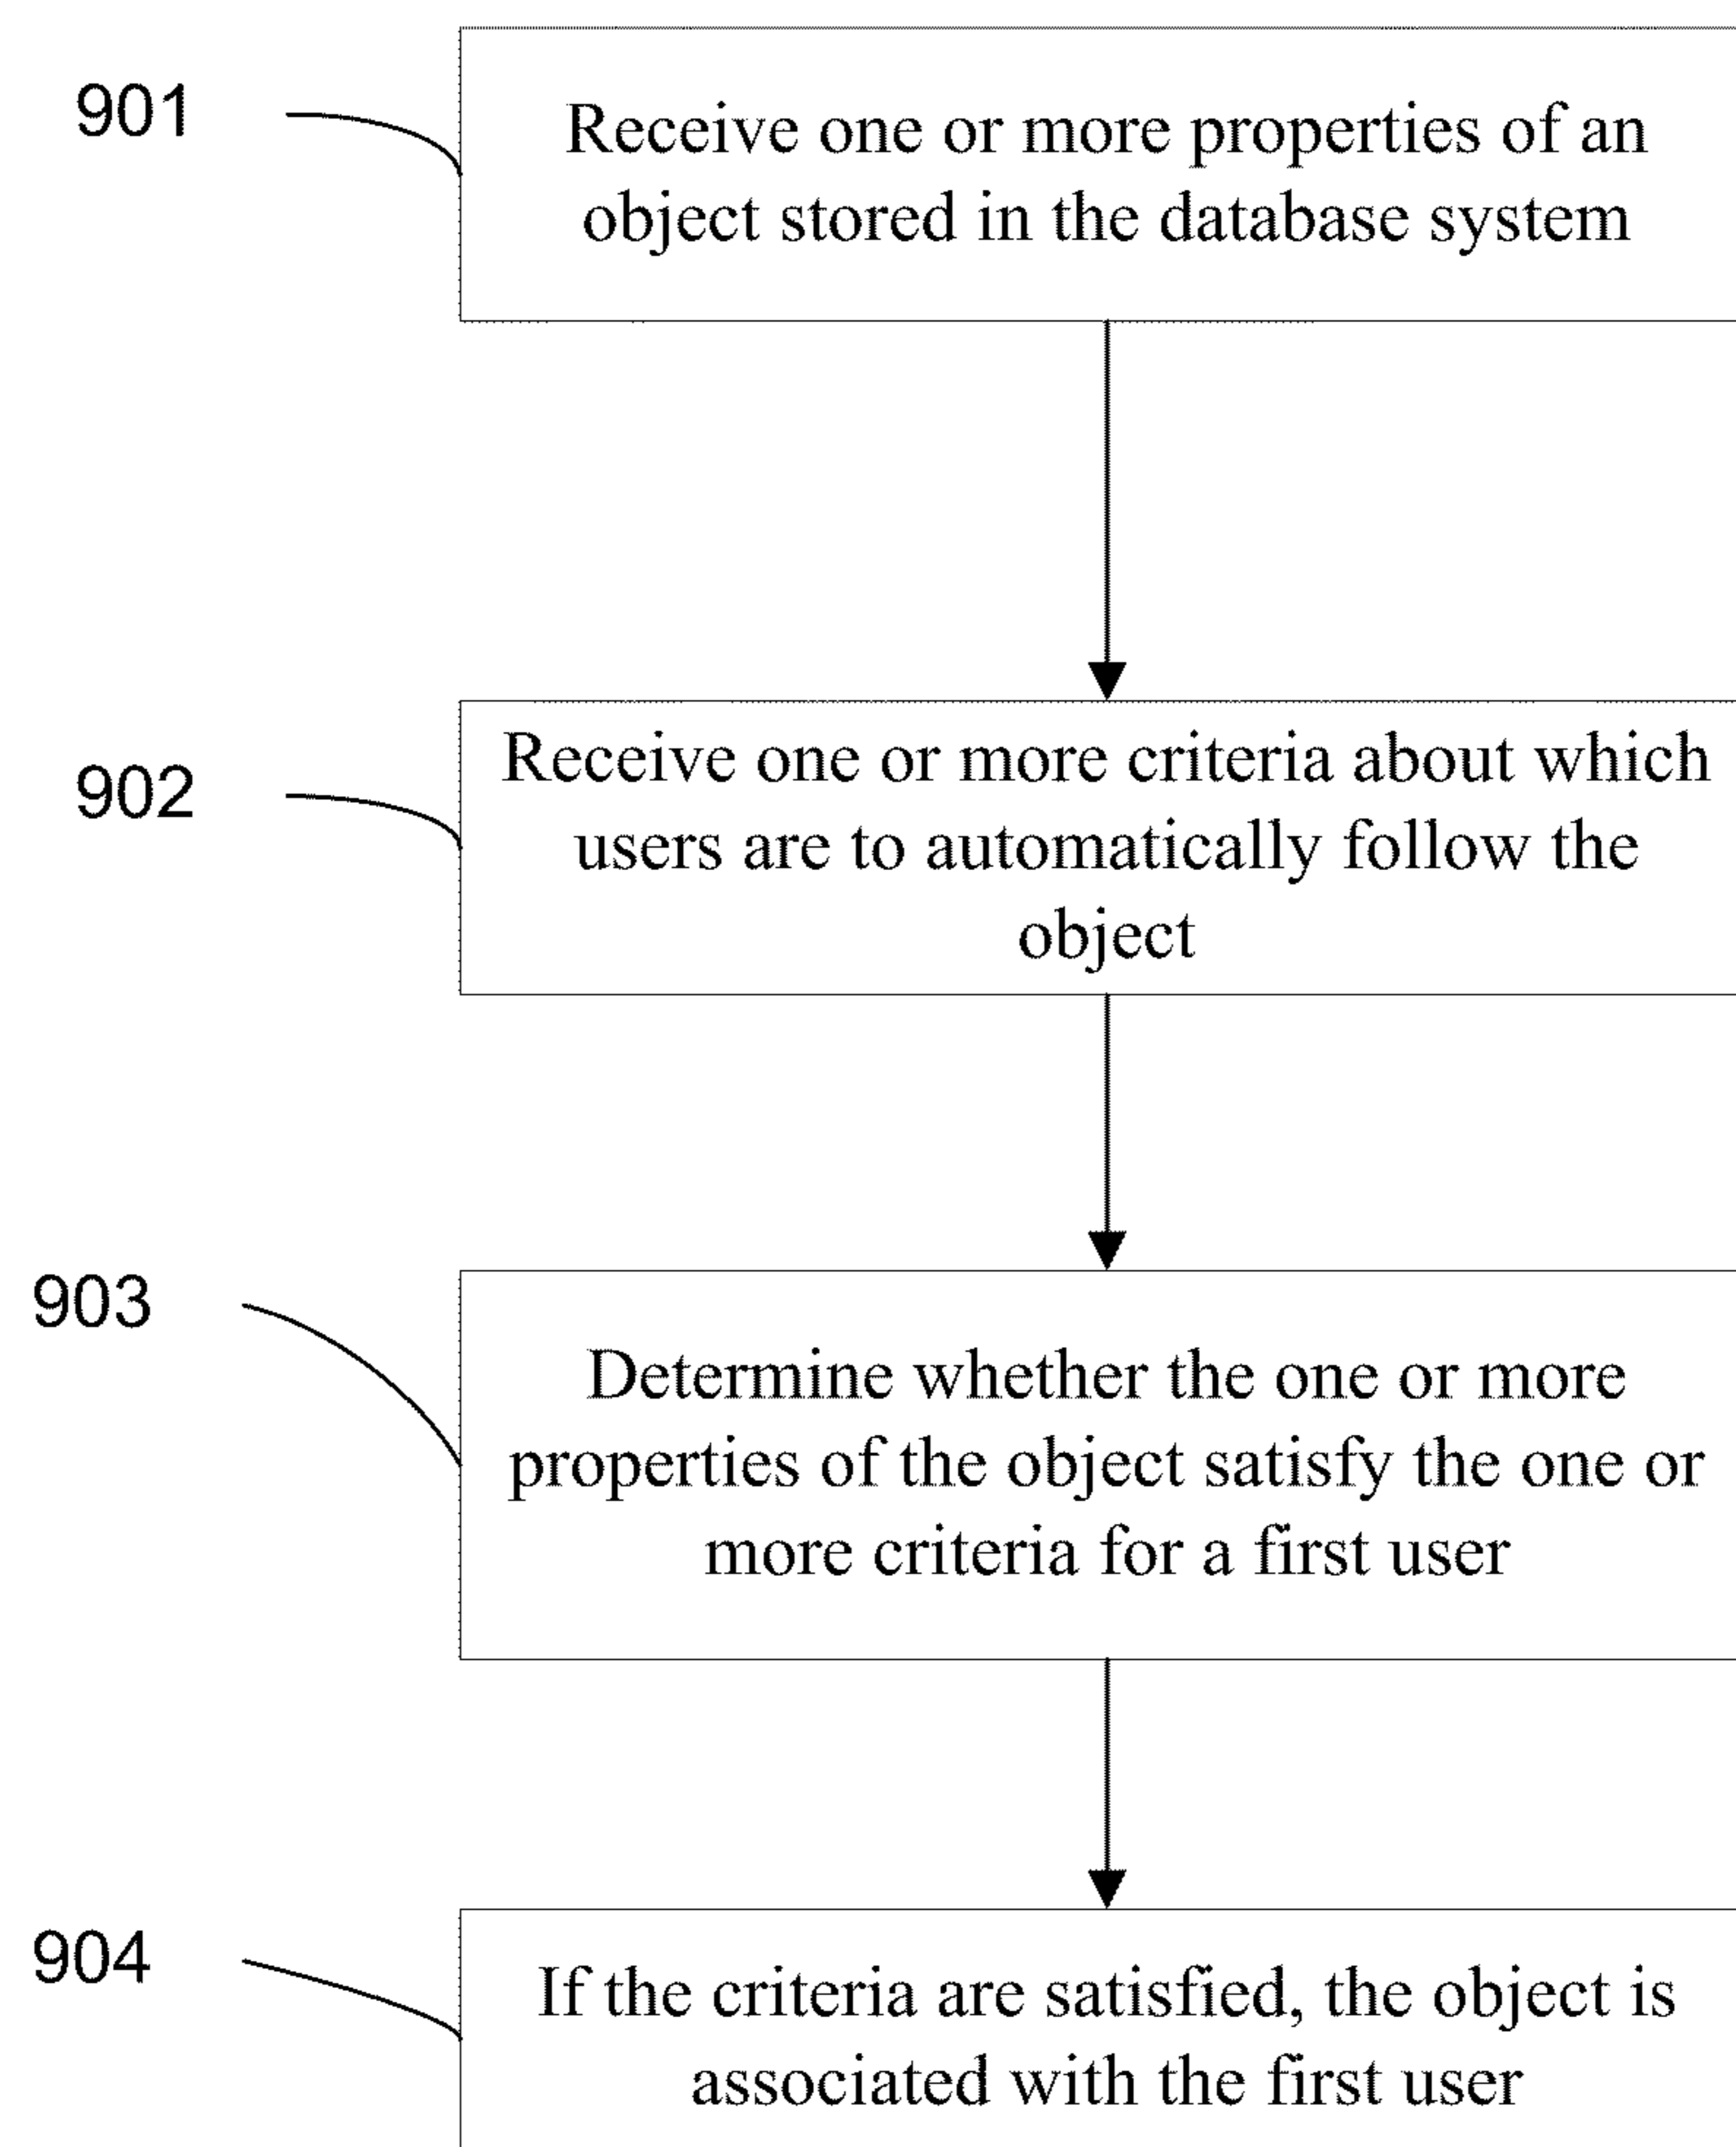 901
Receive one or more properties of an
object stored in the database system
902
Receive one or more criteria about which
users are to automatically follow the
object
903
Determine whether the one or more
properties of the object satisfy the one or
more criteria for a first user
904
If the criteria are satisfied, the object is
associated with the first user